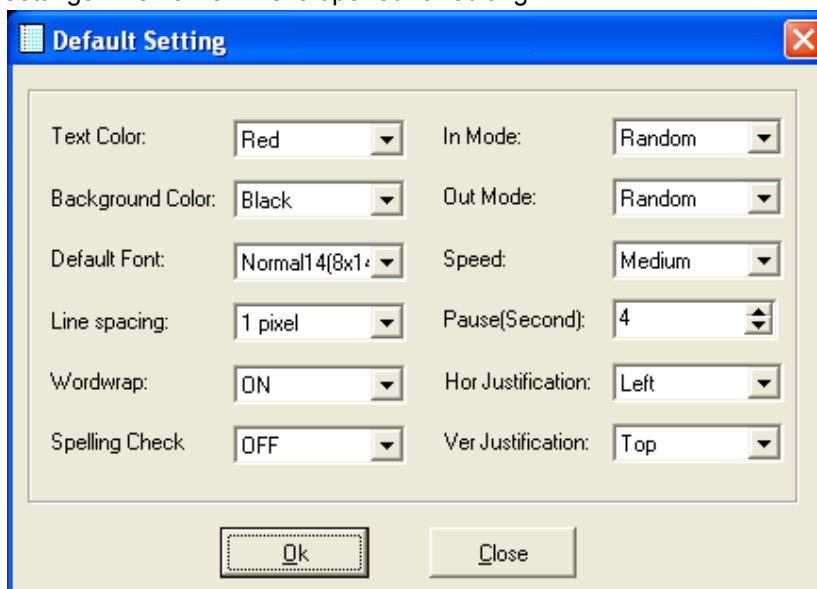 Default Setting
Text Color: Red In Mode: Random
Background Color: Black Out Mode: Random
Default Font: Normal14(8x14 Speed: Medium
Line spacing: 1 pixel Pause(Second): 4
Wordwrap: ON Hor Justification: Left
Spelling Check OFF Ver Justification: Top
Ok Close